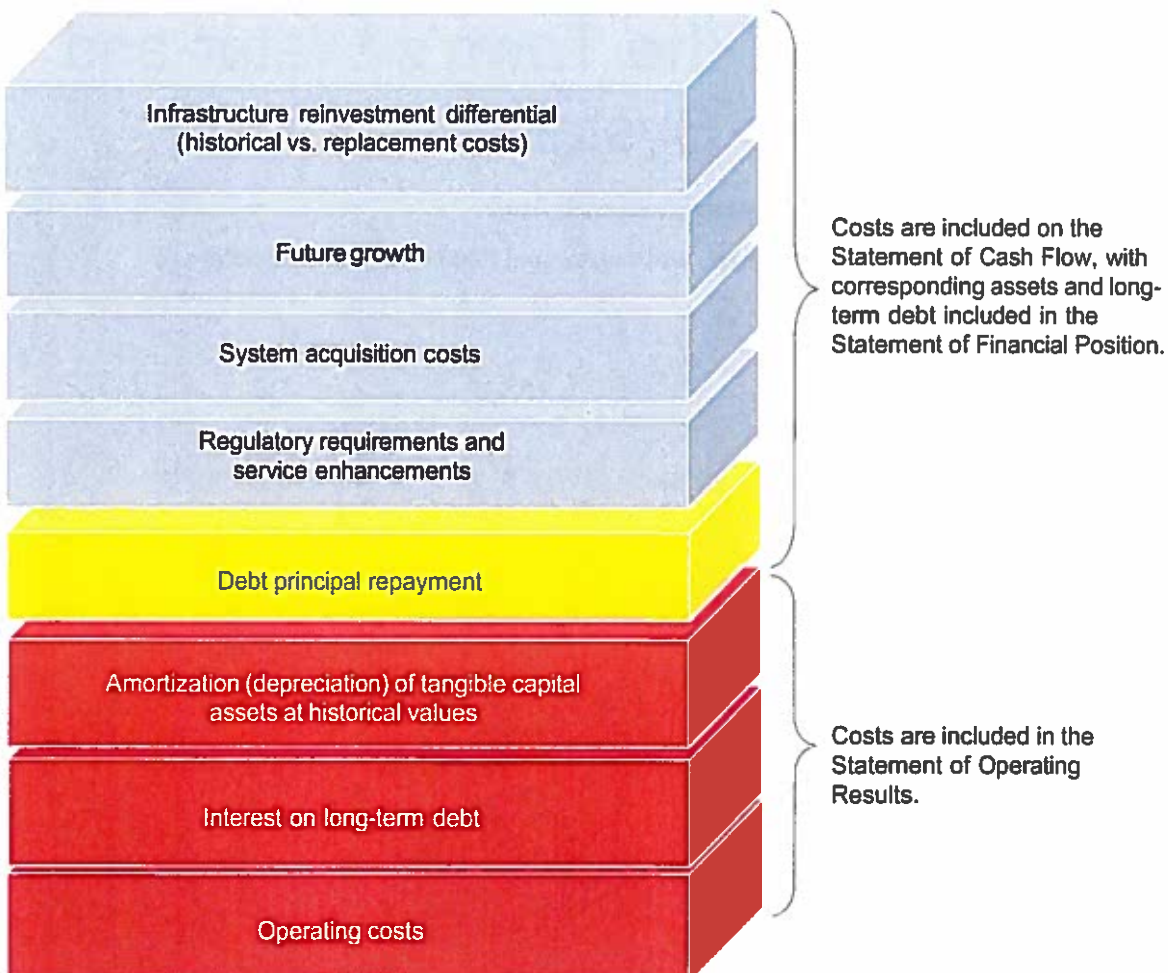 Infrastructure reinvestment differential
(historical vs. replacement costs)
Future growth
System acquisition costs
Regulatory requirements and
service enhancements
Debt principal repayment
Amortization (depreciation) of tangible capital
assets at historical values
Interest on long-term debt
Operating costs
Costs are included on the
Statement of Cash Flow, with
corresponding assets and long-
term debt included in the
Statement of Financial Position.
Costs are included in the
Statement of Operating
Results.